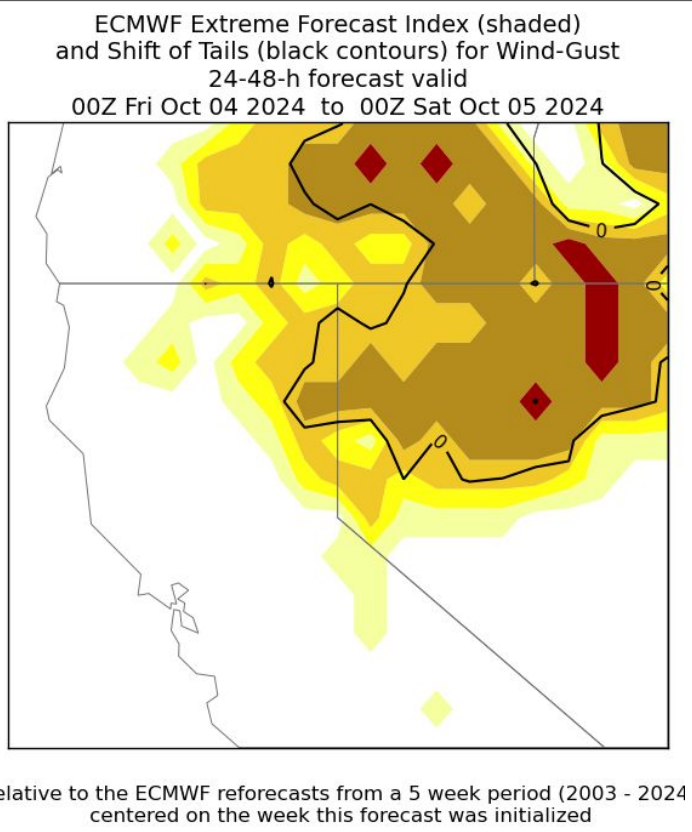 ECMWF Extreme Forecast Index (shaded)
and Shift of Tails (black contours) for Wind-Gust
24-48-h forecast valid
00Z Fri Oct 04 2024 to 00Z Sat Oct 05 2024
0
0
0
elative to the ECMWF reforecasts from a 5 week period (2003 - 2024
centered on the week this forecast was initialized